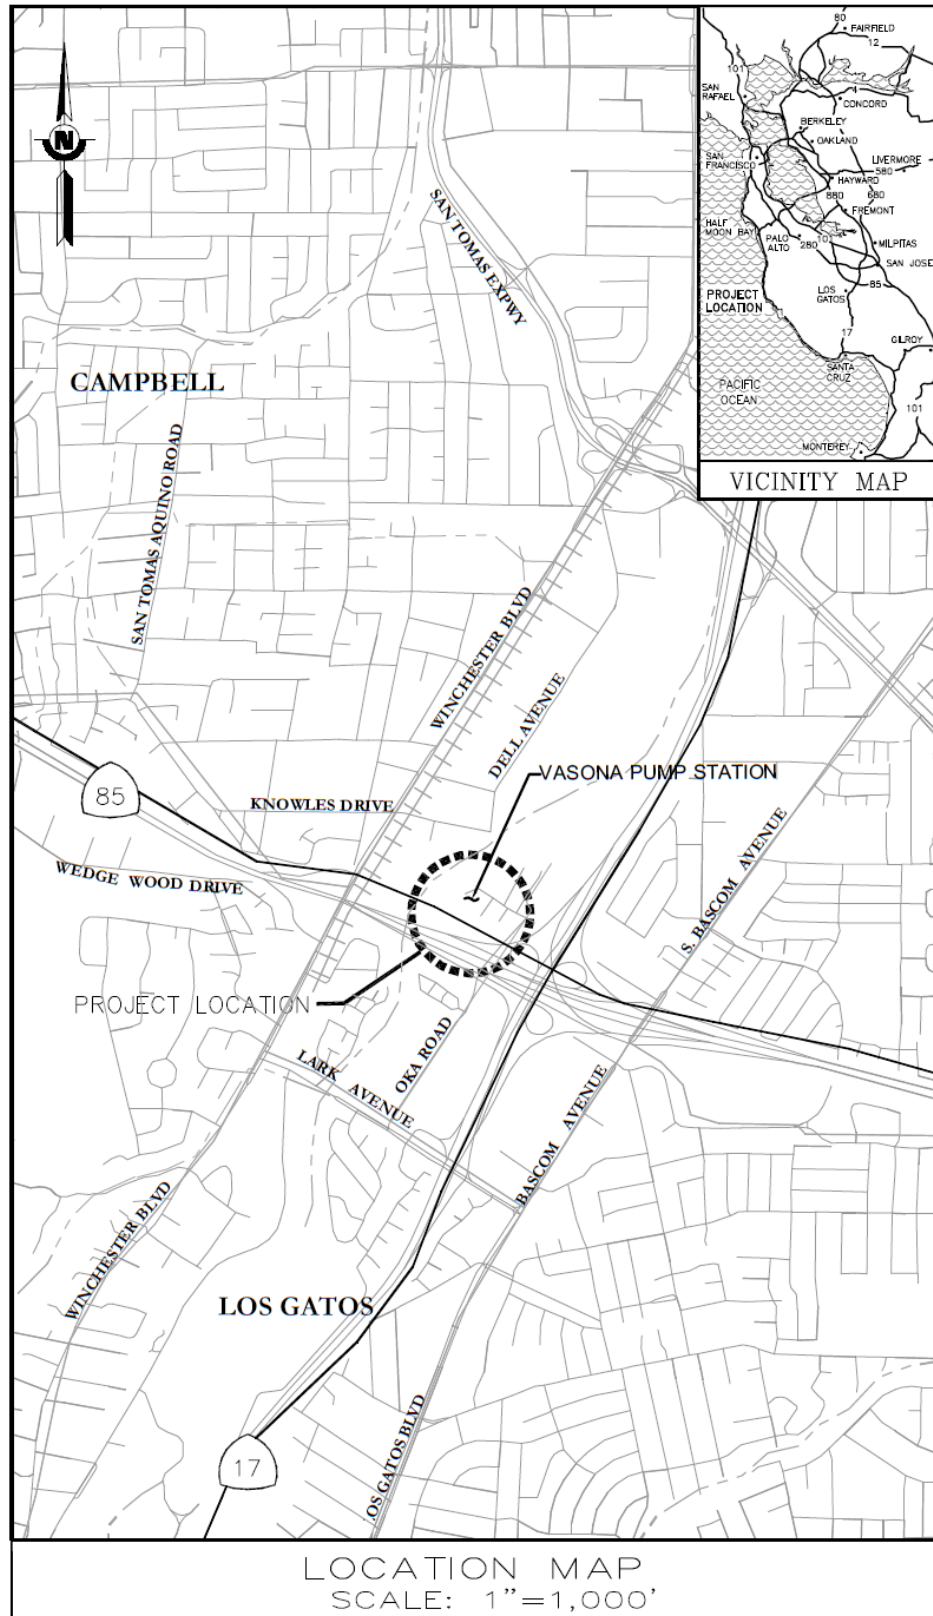 N
SAN TOMAS EXPWY
CAMPBELL
SAN TOMAS AQUINO ROAD
WINCHESTER BLVD
DELL AVENUE
VASONA PUMP STATION
85
KNOWLES DRIVE
WEDGE WOOD DRIVE
S. BASCOM AVENUE
PROJECT LOCATION
OKA ROAD
LARK AVENUE
BASCOM AVENUE
WINCHESTER BLVD
LOS GATOS
LOS GATOS BLVD
17
80
FAIRFIELD
12
101
SAN
RAFAEL
4
CONCORD
BERKELEY
OAKLAND
SAN
FRANCISCO
LIVERMORE
580
HAYWARD
880
680
FREMONT
HALF
MOON BAY
PALO
ALTO
280
101
MILPITAS
SAN JOSE
85
LOS
GATOS
PROJECT
LOCATION
17
GILROY
SANTA
CRUZ
PACIFIC
OCEAN
101
MONTEREY
VICINITY MAP
LOCATION MAP
SCALE: 1"=1,000'